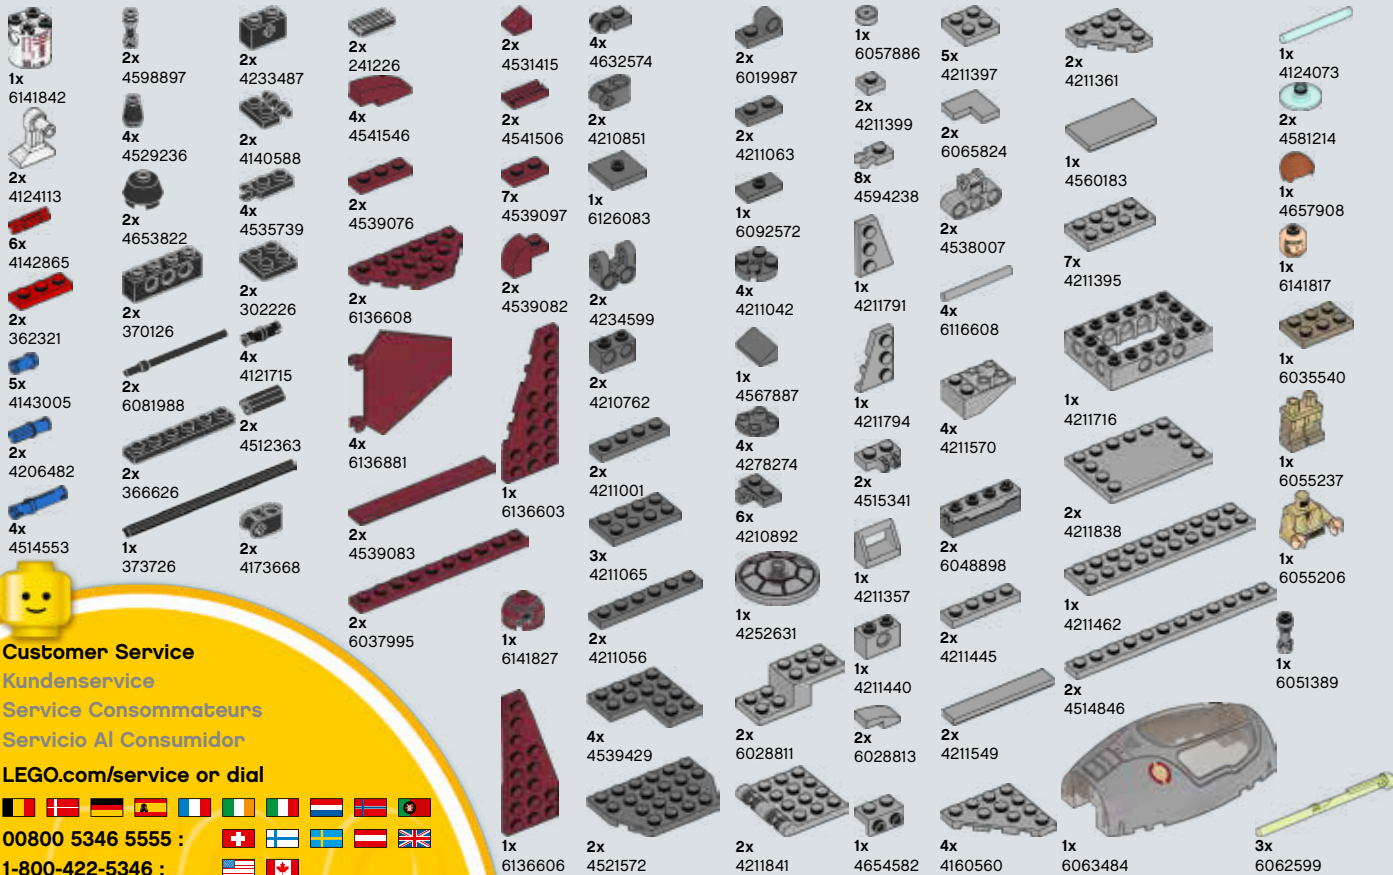 1x
6141842
2x
4124113
6x
4142865
2x
362321
5x
4143005
2x
4206482
4x
4514553
2x
4598897
4x
4529236
2x
4653822
2x
370126
2x
6081988
2x
366626
1x
373726
2x
4233487
2x
4140588
4x
4535739
2x
302226
4x
4121715
2x
4512363
2x
4173668
2x
241226
4x
4541546
2x
4539076
2x
6136608
4x
6136881
2x
4539083
2x
6037995
2x
4531415
2x
4541506
7x
4539097
2x
4539082
1x
6136603
1x
6141827
1x
6136606
4x
4632574
2x
4210851
1x
6126083
2x
4234599
2x
4210762
2x
4211001
3x
4211065
2x
4211056
4x
4539429
2x
4521572
2x
6019987
2x
4211063
1x
6092572
4x
4211042
1x
4567887
4x
4278274
6x
4210892
1x
4252631
2x
6028811
2x
4211841
1x
6057886
2x
4211399
8x
4594238
1x
4211791
1x
4211794
2x
4515341
1x
4211357
1x
4211440
2x
6028813
1x
4654582
5x
4211397
2x
6065824
2x
4538007
4x
6116608
4x
4211570
2x
6048898
2x
4211445
2x
4211549
4x
4160560
2x
4211361
1x
4560183
7x
4211395
1x
4211716
2x
4211838
1x
4211462
2x
4514846
1x
6063484
1x
4124073
2x
4581214
1x
4657908
1x
6141817
1x
6035540
1x
6055237
1x
6055206
1x
6051389
3x
6062599
Customer Service
Kundenservice
Service Consommateurs
Servicio Al Consumidor
LEGO.com/service or dial
00800 5346 5555 :
1-800-422-5346 :